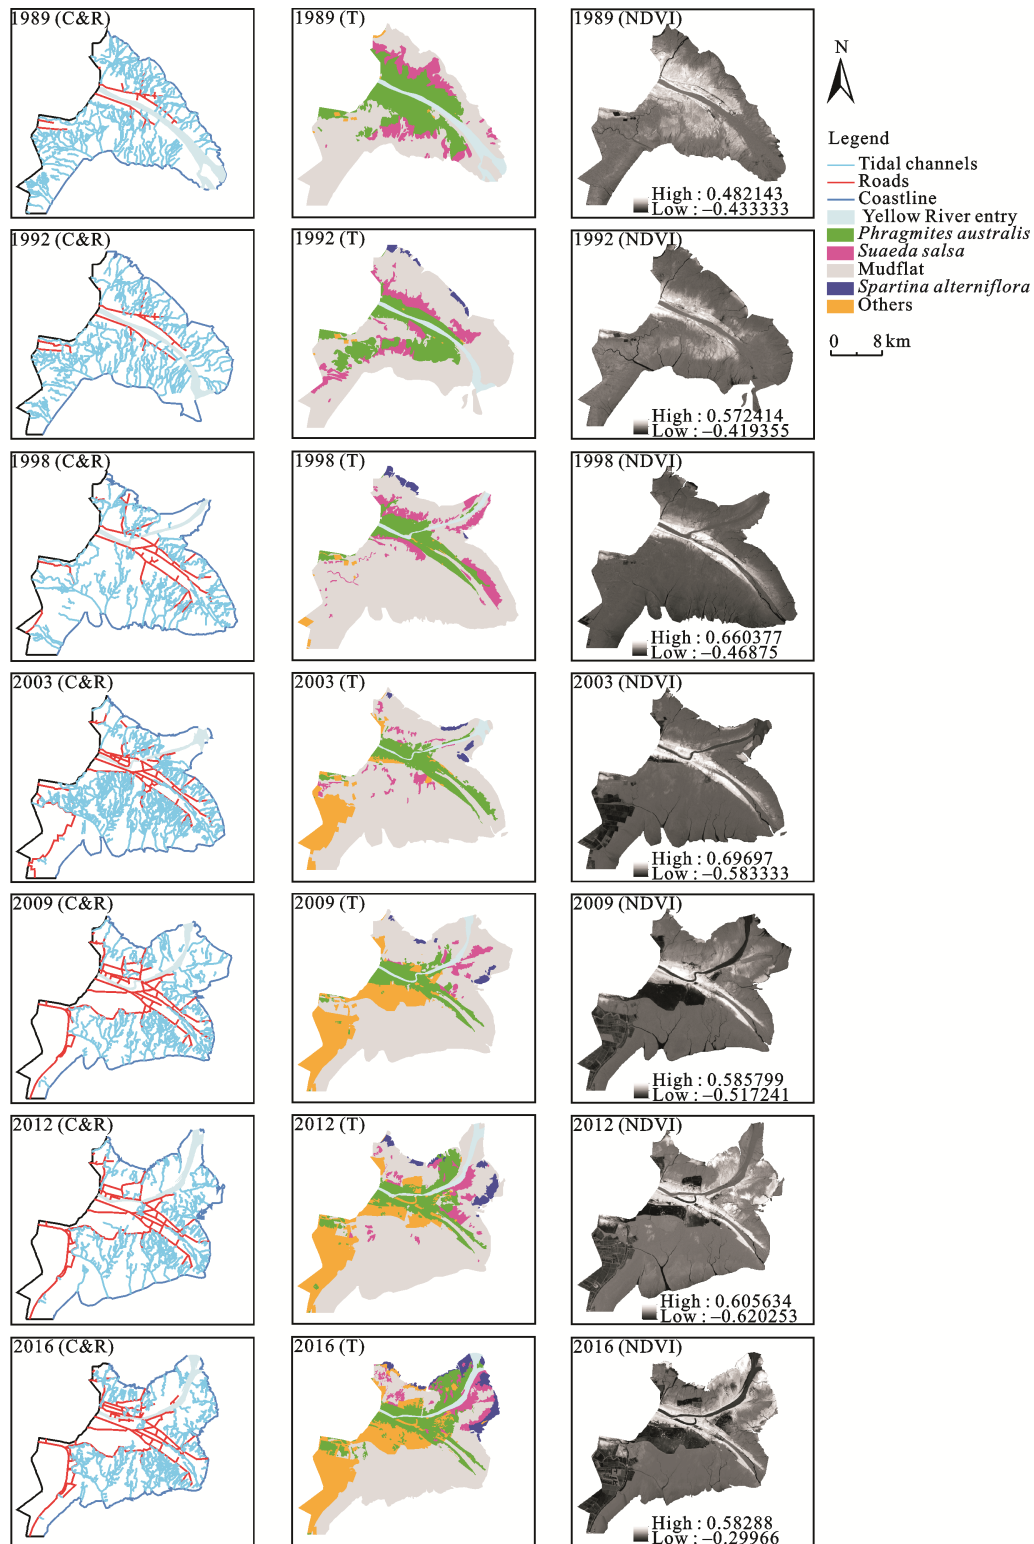 1989 (C&R)
1989 (T)
1989 (NDVI)
High : 0.482143
Low : −0.433333
N
Legend
Tidal channels
Roads
Coastline
Yellow River entry
Phragmites australis
Suaeda salsa
Mudflat
Spartina alterniflora
Others
0 8 km
1992 (C&R)
1992 (T)
1992 (NDVI)
High : 0.572414
Low : −0.419355
1998 (C&R)
1998 (T)
1998 (NDVI)
High : 0.660377
Low : −0.46875
2003 (C&R)
2003 (T)
2003 (NDVI)
High : 0.69697
Low : −0.583333
2009 (C&R)
2009 (T)
2009 (NDVI)
High : 0.585799
Low : −0.517241
2012 (C&R)
2012 (T)
2012 (NDVI)
High : 0.605634
Low : −0.620253
2016 (C&R)
2016 (T)
2016 (NDVI)
High : 0.58288
Low : −0.29966